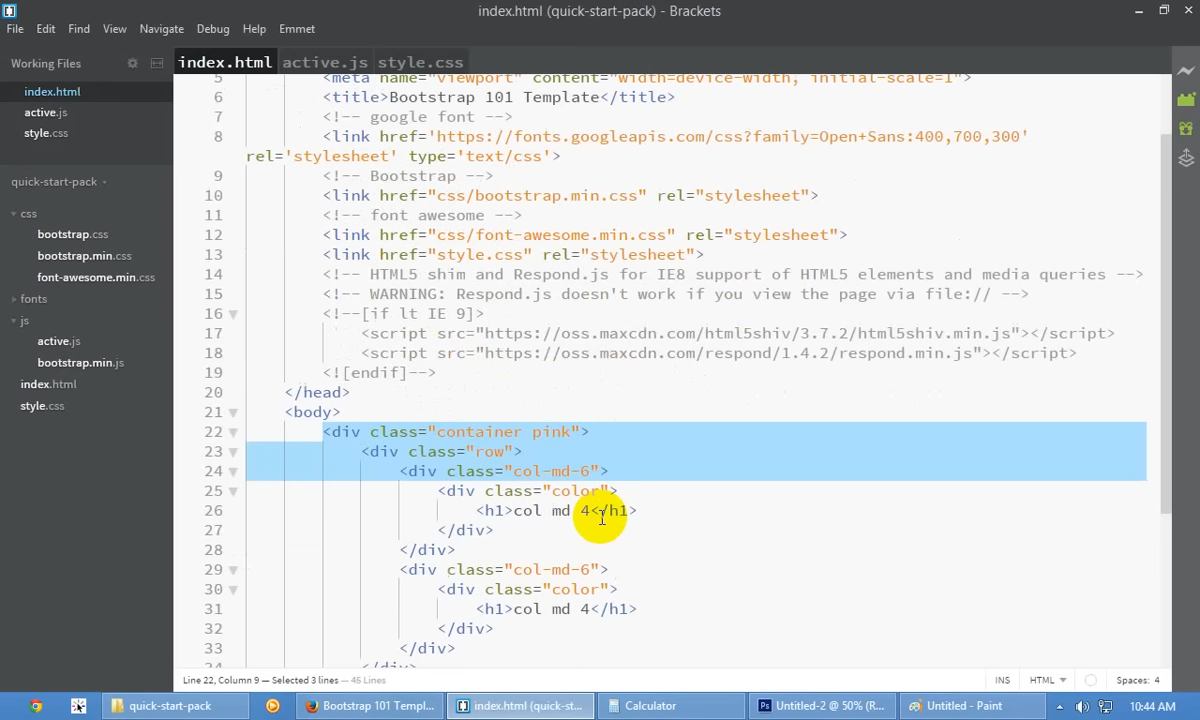 index.html (quick-start-pack) - Brackets
File Edit Find View Navigate Debug Help Emmet
Working Files
index.html
active.js
style.css
quick-start-pack
css
bootstrap.css
bootstrap.min.css
font-awesome.min.css
fonts
js
active.js
bootstrap.min.js
index.html
style.css
index.html active.js style.css
5 <meta name="viewport" content="width=device-width, initial-scale=1">
6 <title>Bootstrap 101 Template</title>
7 <!-- google font -->
8 <link href='https://fonts.googleapis.com/css?family=Open+Sans:400,700,300'
rel='stylesheet' type='text/css'>
9 <!-- Bootstrap -->
10 <link href="css/bootstrap.min.css" rel="stylesheet">
11 <!-- font awesome -->
12 <link href="css/font-awesome.min.css" rel="stylesheet">
13 <link href="style.css" rel="stylesheet">
14 <!-- HTML5 shim and Respond.js for IE8 support of HTML5 elements and media queries -->
15 <!-- WARNING: Respond.js doesn't work if you view the page via file:// -->
16 <!--[if lt IE 9]>
17 <script src="https://oss.maxcdn.com/html5shiv/3.7.2/html5shiv.min.js"></script>
18 <script src="https://oss.maxcdn.com/respond/1.4.2/respond.min.js"></script>
19 <![endif]-->
20 </head>
21 <body>
22 <div class="container pink">
23 <div class="row">
24 <div class="col-md-6">
25 <div class="color">
26 <h1>col md 4</h1>
27 </div>
28 </div>
29 <div class="col-md-6">
30 <div class="color">
31 <h1>col md 4</h1>
32 </div>
33 </div>
34 </div>
Line 22, Column 9 — Selected 3 lines — 45 Lines
INS HTML Spaces: 4
quick-start-pack
Bootstrap 101 Templ...
index.html (quick-st...
Calculator
Untitled-2 @ 50% (R...
Untitled - Paint
10:44 AM